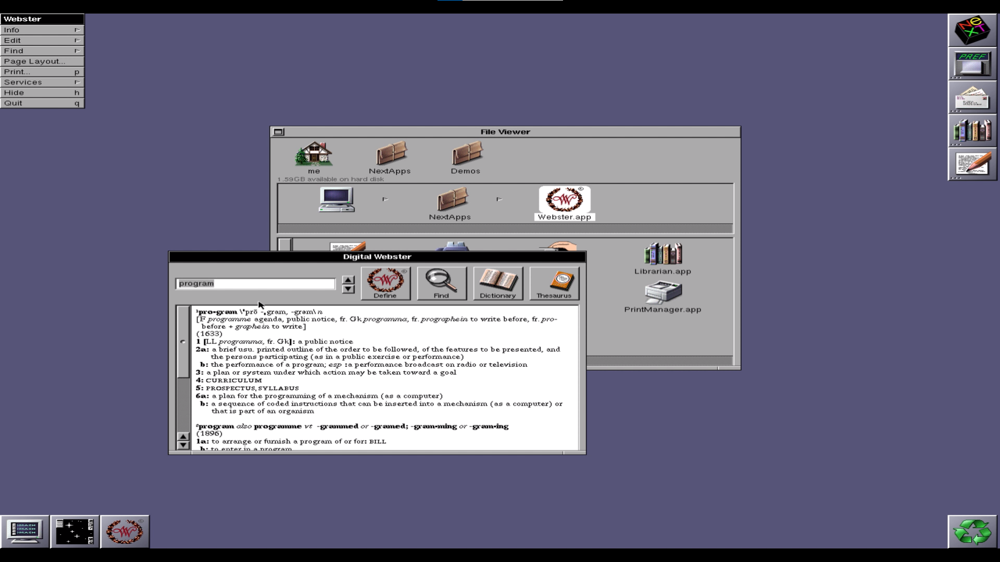 Webster
Info
Edit
Find
Page Layout...
Print... p
Services
Hide h
Quit q
NeXT
PREF
File Viewer
me
NextApps
Demos
1.59GB available on hard disk
NextApps
Webster.app
Librarian.app
PrintManager.app
Digital Webster
program
Define
Find
Dictionary
Thesaurus
¹pro·gram \'prō -ˌgram, -grəm\ n
[F programme agenda, public notice, fr. Gk programma, fr. prographein to write before, fr. pro-
before + graphein to write]
(1633)
1 [LL programma, fr. Gk]: a public notice
2a: a brief usu. printed outline of the order to be followed, of the features to be presented, and
the persons participating (as in a public exercise or performance)
b: the performance of a program; esp :a performance broadcast on radio or television
3: a plan or system under which action may be taken toward a goal
4: CURRICULUM
5: PROSPECTUS, SYLLABUS
6a: a plan for the programming of a mechanism (as a computer)
b: a sequence of coded instructions that can be inserted into a mechanism (as a computer) or
that is part of an organism
²program also programme vt -grammed or -gramed; -gram·ming or -gram·ing
(1896)
1a: to arrange or furnish a program of or for: BILL
b: to enter in a program
>MACH
>MACH
>MACH
W